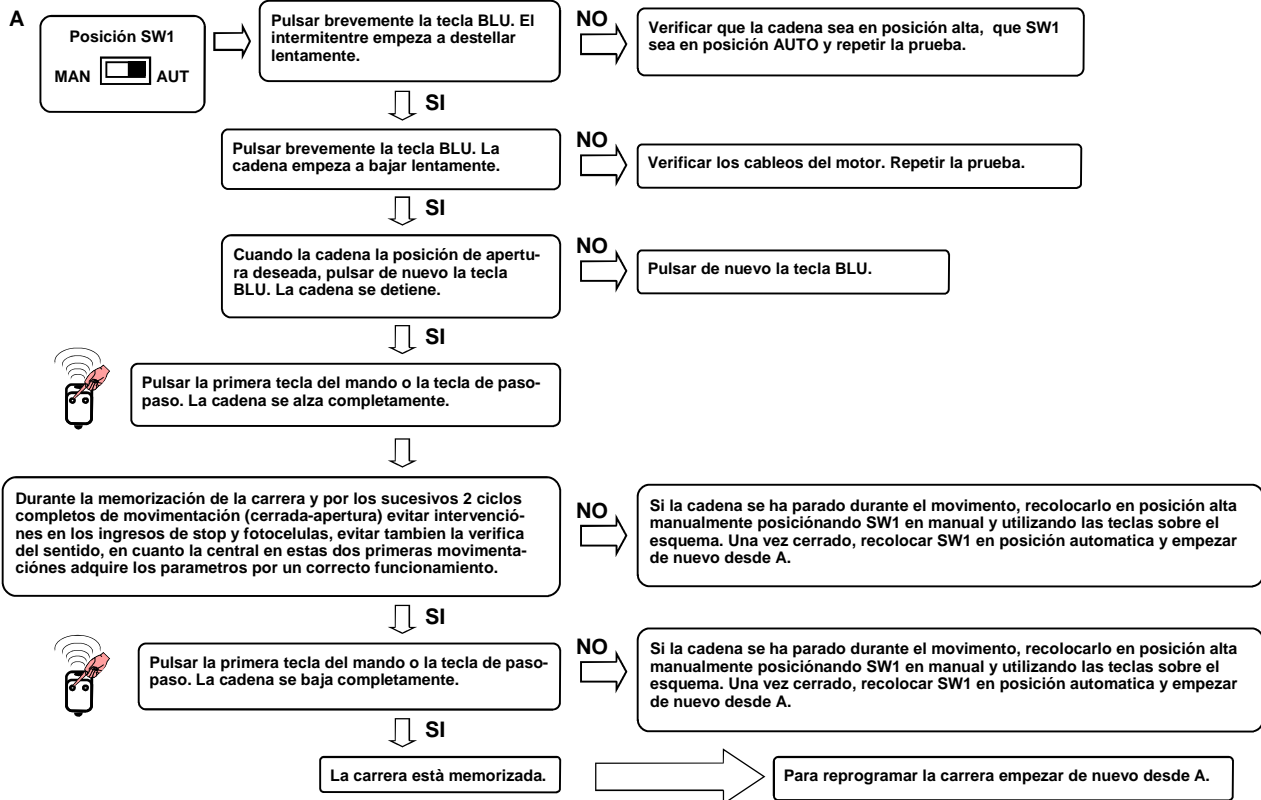 A
Posición SW1
MAN AUT
Pulsar brevemente la tecla BLU. El
intermitentre empeza a destellar
lentamente.
NO
Verificar que la cadena sea en posición alta, que SW1
sea en posición AUTO y repetir la prueba.
SI
Pulsar brevemente la tecla BLU. La
cadena empeza a bajar lentamente.
NO
Verificar los cableos del motor. Repetir la prueba.
SI
Cuando la cadena la posición de apertu-
ra deseada, pulsar de nuevo la tecla
BLU. La cadena se detiene.
NO
Pulsar de nuevo la tecla BLU.
SI
Pulsar la primera tecla del mando o la tecla de paso-
paso. La cadena se alza completamente.
Durante la memorización de la carrera y por los sucesivos 2 ciclos
completos de movimentación (cerrada-apertura) evitar intervenció-
nes en los ingresos de stop y fotocelulas, evitar tambien la verifica
del sentido, en cuanto la central en estas dos primeras movimenta-
ciónes adquire los parametros por un correcto funcionamiento.
NO
Si la cadena se ha parado durante el movimento, recolocarlo en posición alta
manualmente posiciónando SW1 en manual y utilizando las teclas sobre el
esquema. Una vez cerrado, recolocar SW1 en posición automatica y empezar
de nuevo desde A.
SI
Pulsar la primera tecla del mando o la tecla de paso-
paso. La cadena se baja completamente.
NO
Si la cadena se ha parado durante el movimento, recolocarlo en posición alta
manualmente posiciónando SW1 en manual y utilizando las teclas sobre el
esquema. Una vez cerrado, recolocar SW1 en posición automatica y empezar
de nuevo desde A.
SI
La carrera està memorizada.
Para reprogramar la carrera empezar de nuevo desde A.